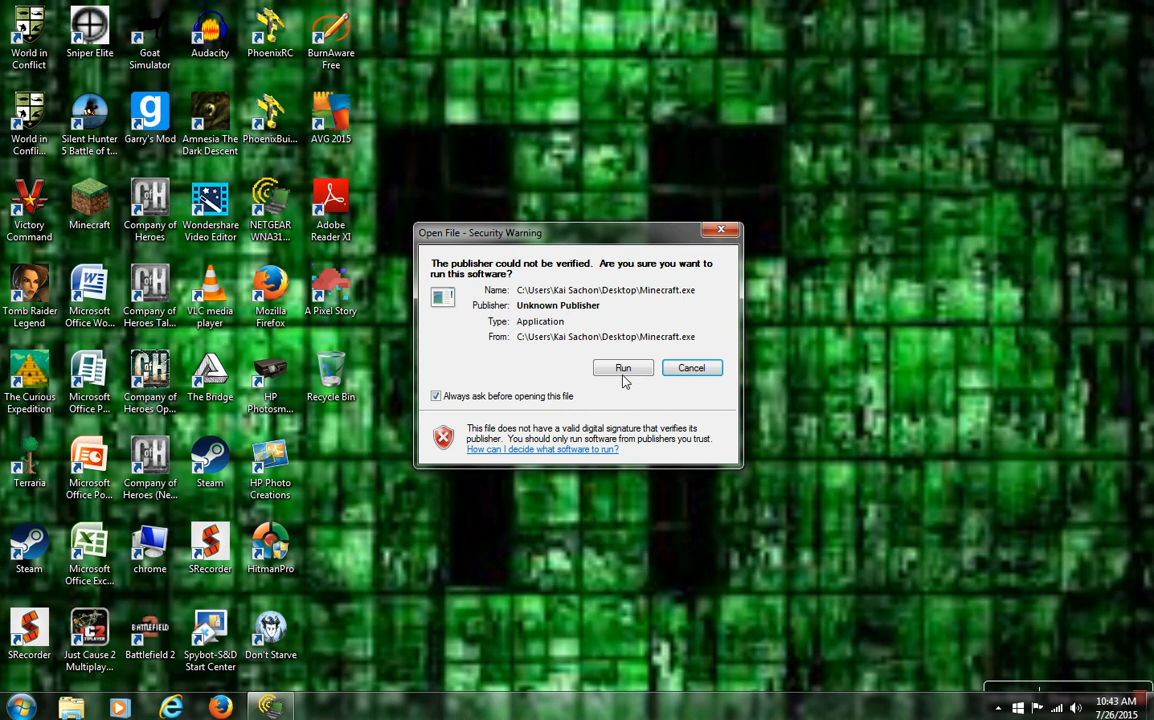 World in
Conflict
Sniper Elite
Goat
Simulator
Audacity
PhoenixRC
BurnAware
Free
World in
Confli...
Silent Hunter
5 Battle of t...
g
Garry's Mod
Amnesia The
Dark Descent
PhoenixBui...
AVG 2015
Victory
Command
Minecraft
CofH
Company of
Heroes
Wondershare
Video Editor
NETGEAR
WNA31...
Adobe
Reader XI
Tomb Raider
Legend
W
Microsoft
Office Wo...
CofH
Company of
Heroes Tal...
VLC media
player
Mozilla
Firefox
A Pixel Story
The Curious
Expedition
P
Microsoft
Office P...
CofH
Company of
Heroes Op...
The Bridge
HP
Photosm...
Recycle Bin
Terraria
P
Microsoft
Office Po...
CofH
Company of
Heroes (Ne...
Steam
HP Photo
Creations
Steam
X
Microsoft
Office Exc...
chrome
S
SRecorder
HitmanPro
S
SRecorder
Just Cause 2
Multiplay...
BATTLEFIELD
2
Battlefield 2
Spybot-S&D
Start Center
Don't Starve
Open File - Security Warning
The publisher could not be verified.  Are you sure you want to
run this software?
Name: C:\Users\Kai Sachon\Desktop\Minecraft.exe
Publisher: Unknown Publisher
Type: Application
From: C:\Users\Kai Sachon\Desktop\Minecraft.exe
Run
Cancel
Always ask before opening this file
This file does not have a valid digital signature that verifies its
publisher.  You should only run software from publishers you trust.
How can I decide what software to run?
10:43 AM
7/26/2015